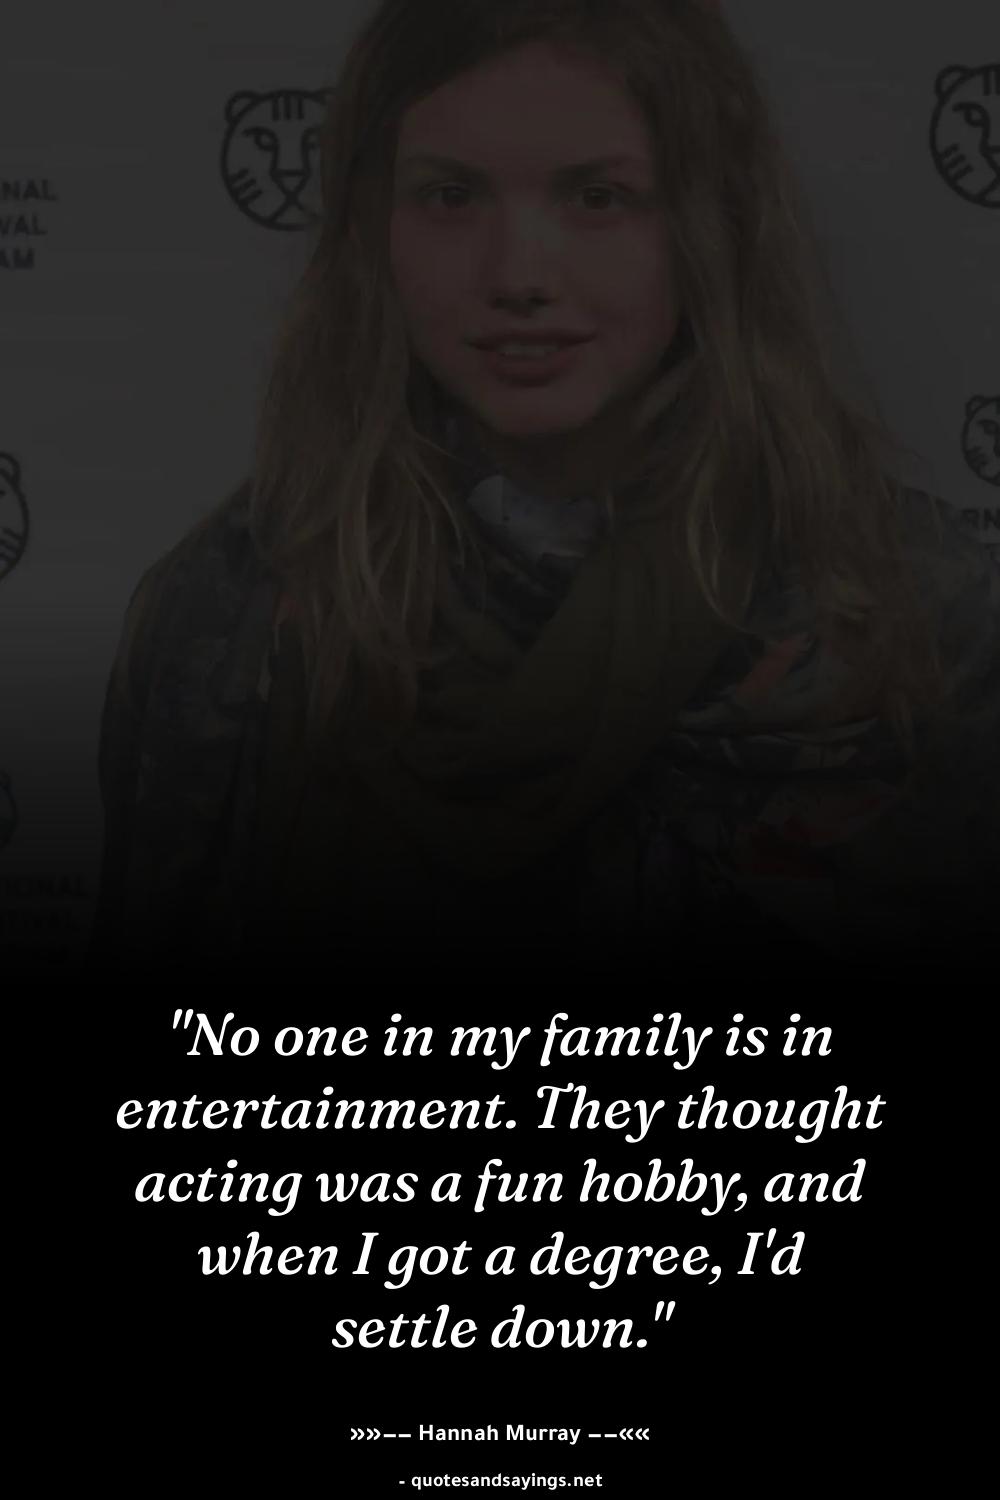 NAL
VAL
AM
"No one in my family is in
entertainment. They thought
acting was a fun hobby, and
when I got a degree, I'd
settle down."
»»–– Hannah Murray ––««
- quotesandsayings.net